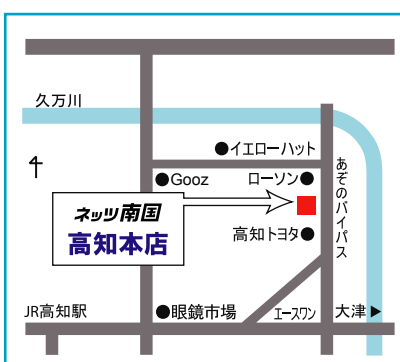 久万川
●イエローハット
●Gooz
ローソン●
あぞのバイパス
ネッツ南国
高知本店
高知トヨタ●
JR高知駅
●眼鏡市場
エースワン
大津▶